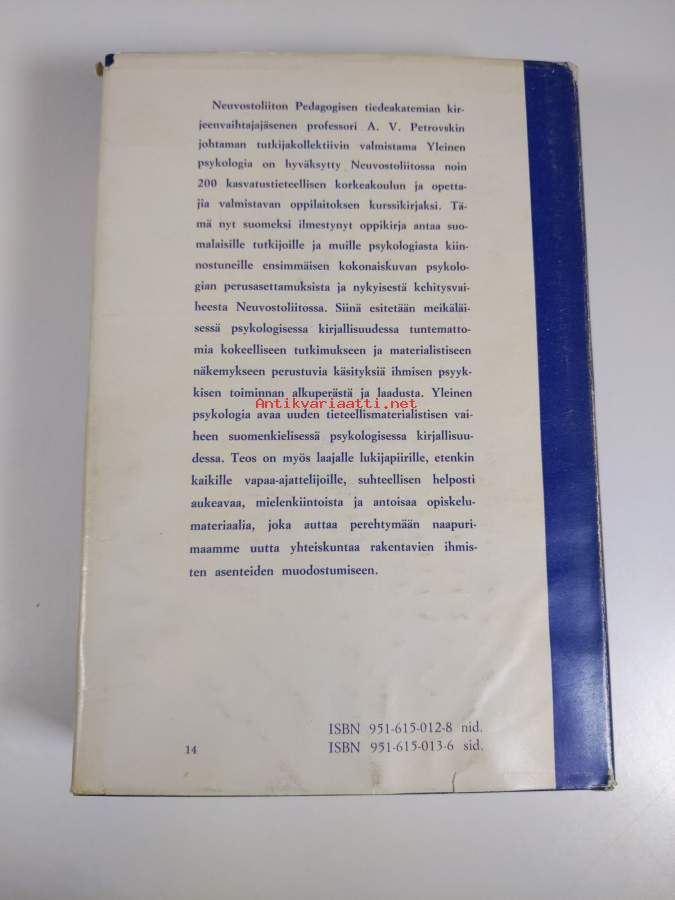 Neuvostoliiton Pedagogisen tiedeakatemian kir-
jeenvaihtajajäsenen professori A. V. Petrovskin
johtaman tutkijakollektiivin valmistama Yleinen
psykologia on hyväksytty Neuvostoliitossa noin
200 kasvatustieteellisen korkeakoulun ja opetta-
jia valmistavan oppilaitoksen kurssikirjaksi. Tä-
mä nyt suomeksi ilmestynyt oppikirja antaa suo-
malaisille tutkijoille ja muille psykologiasta kiin-
nostuneille ensimmäisen kokonaiskuvan psykolo-
gian perusasettamuksista ja nykyisestä kehitysvai-
heesta Neuvostoliitossa. Siinä esitetään meikäläi-
sessä psykologisessa kirjallisuudessa tuntematto-
mia kokeelliseen tutkimukseen ja materialistiseen
näkemykseen perustuvia käsityksiä ihmisen psyyk-
kisen toiminnan alkuperästä ja laadusta. Yleinen
Antikvariaatti.net
psykologia avaa uuden tieteellismaterialistisen vai-
heen suomenkielisessä psykologisessa kirjallisuu-
dessa. Teos on myös laajalle lukijapiirille, etenkin
kaikille vapaa-ajattelijoille, suhteellisen helposti
aukeavaa, mielenkiintoista ja antoisaa opiskelu-
materiaalia, joka auttaa perehtymään naapuri-
maamme uutta yhteiskuntaa rakentavien ihmis-
ten asenteiden muodostumiseen.
ISBN 951-615-012-8 nid.
14 ISBN 951-615-013-6 sid.